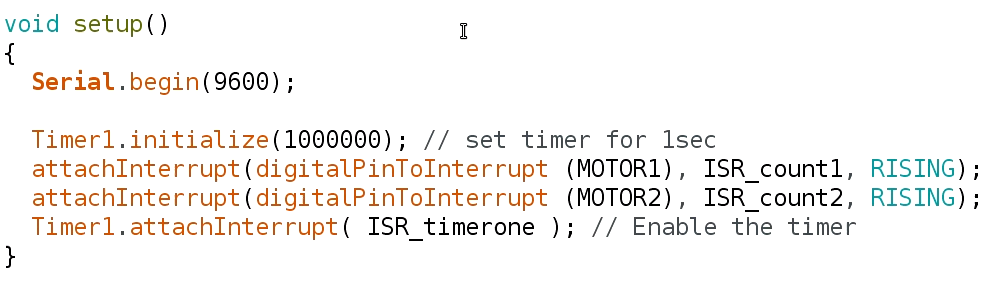 void setup()
{
  Serial.begin(9600);
  Timer1.initialize(1000000); // set timer for 1sec
  attachInterrupt(digitalPinToInterrupt (MOTOR1), ISR_count1, RISING);
  attachInterrupt(digitalPinToInterrupt (MOTOR2), ISR_count2, RISING);
  Timer1.attachInterrupt( ISR_timerone ); // Enable the timer
}